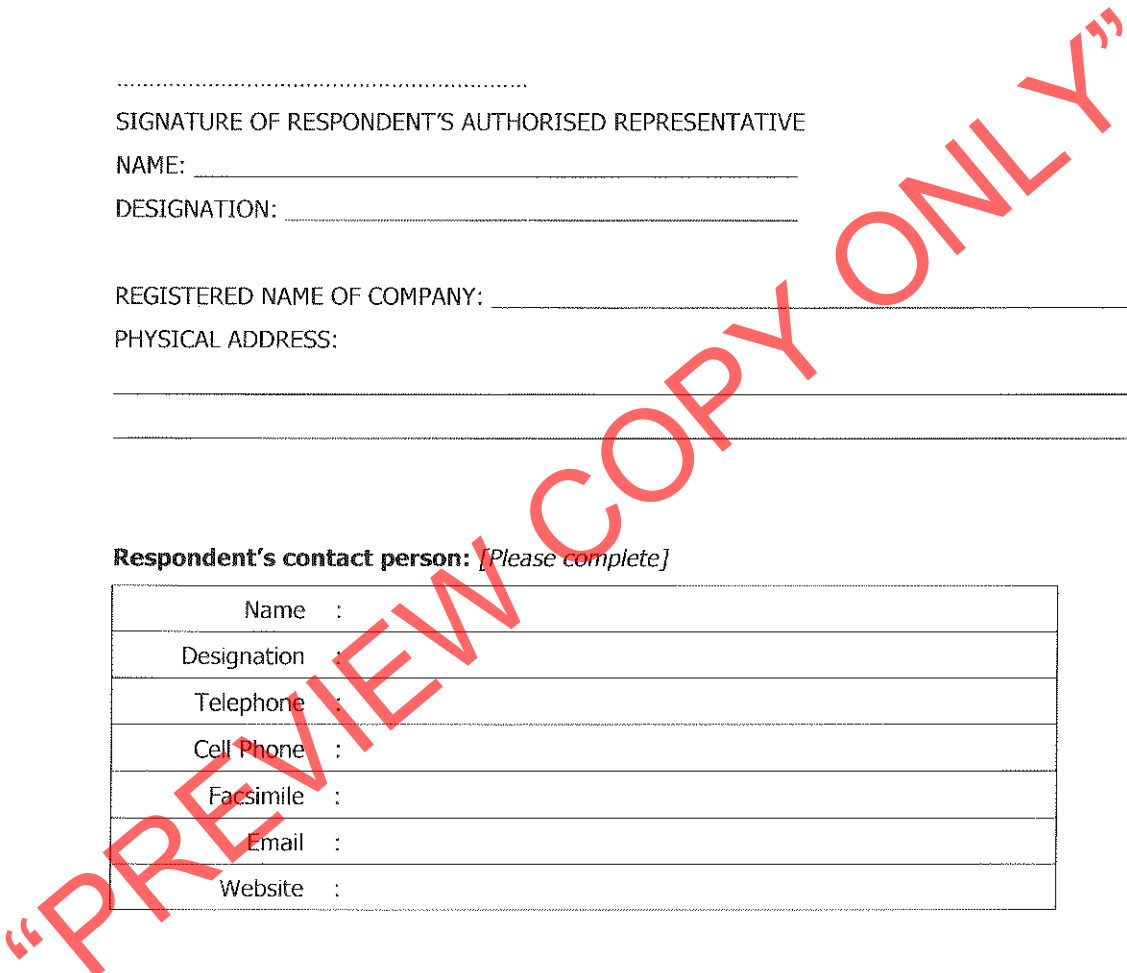 SIGNATURE OF RESPONDENT'S AUTHORISED REPRESENTATIVE
NAME:
DESIGNATION:
REGISTERED NAME OF COMPANY:
PHYSICAL ADDRESS:
Respondent's contact person: [Please complete]
Name :
Designation :
Telephone :
Cell Phone :
Facsimile :
Email :
Website :
“PREVIEW COPY ONLY”